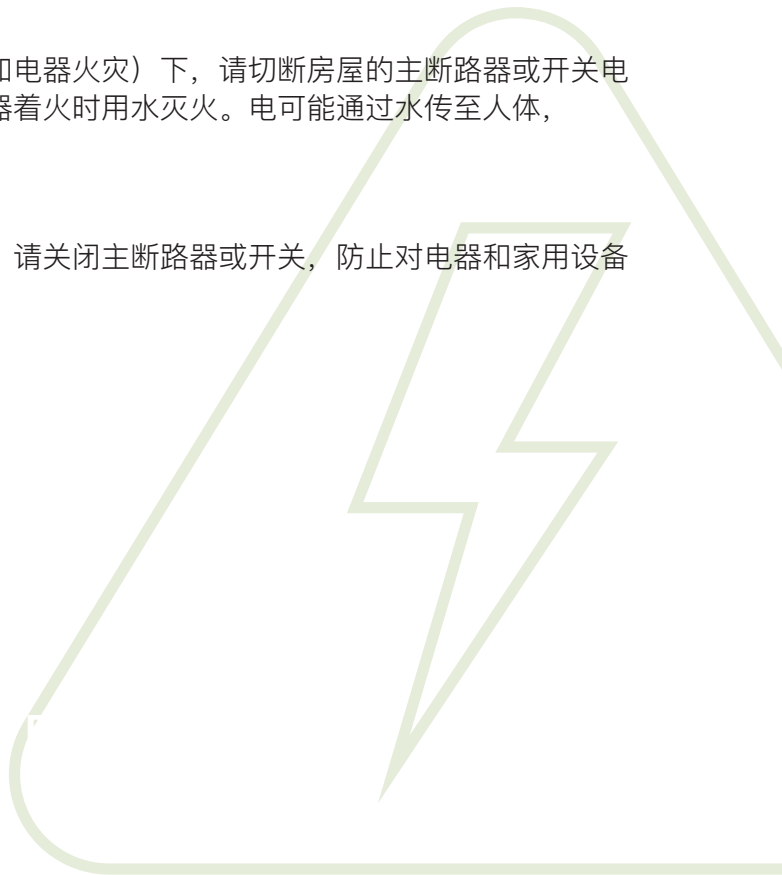 电器火灾）下，请切断房屋的主断路器或开关电
着火时用水灭火。电可能通过水传至人体，
请关闭主断路器或开关，防止对电器和家用设备